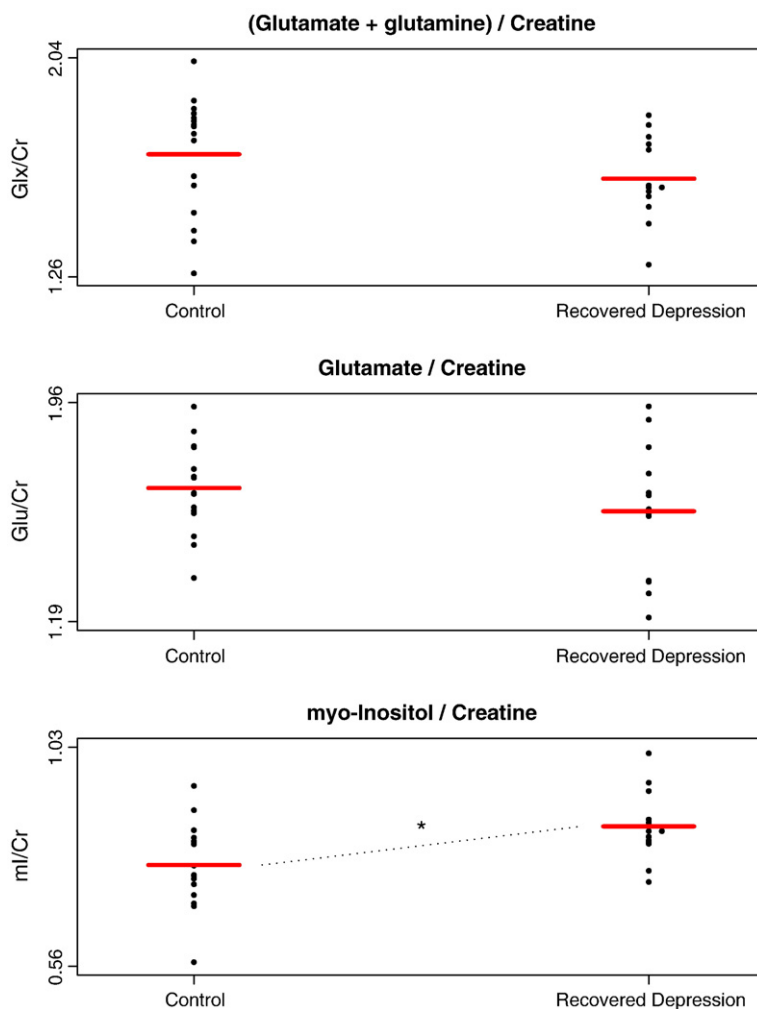 (Glutamate + glutamine) / Creatine
2.04
Glx/Cr
1.26
Control
Recovered Depression
Glutamate / Creatine
1.96
Glu/Cr
1.19
Control
Recovered Depression
myo-Inositol / Creatine
1.03
*
mI/Cr
0.56
Control
Recovered Depression